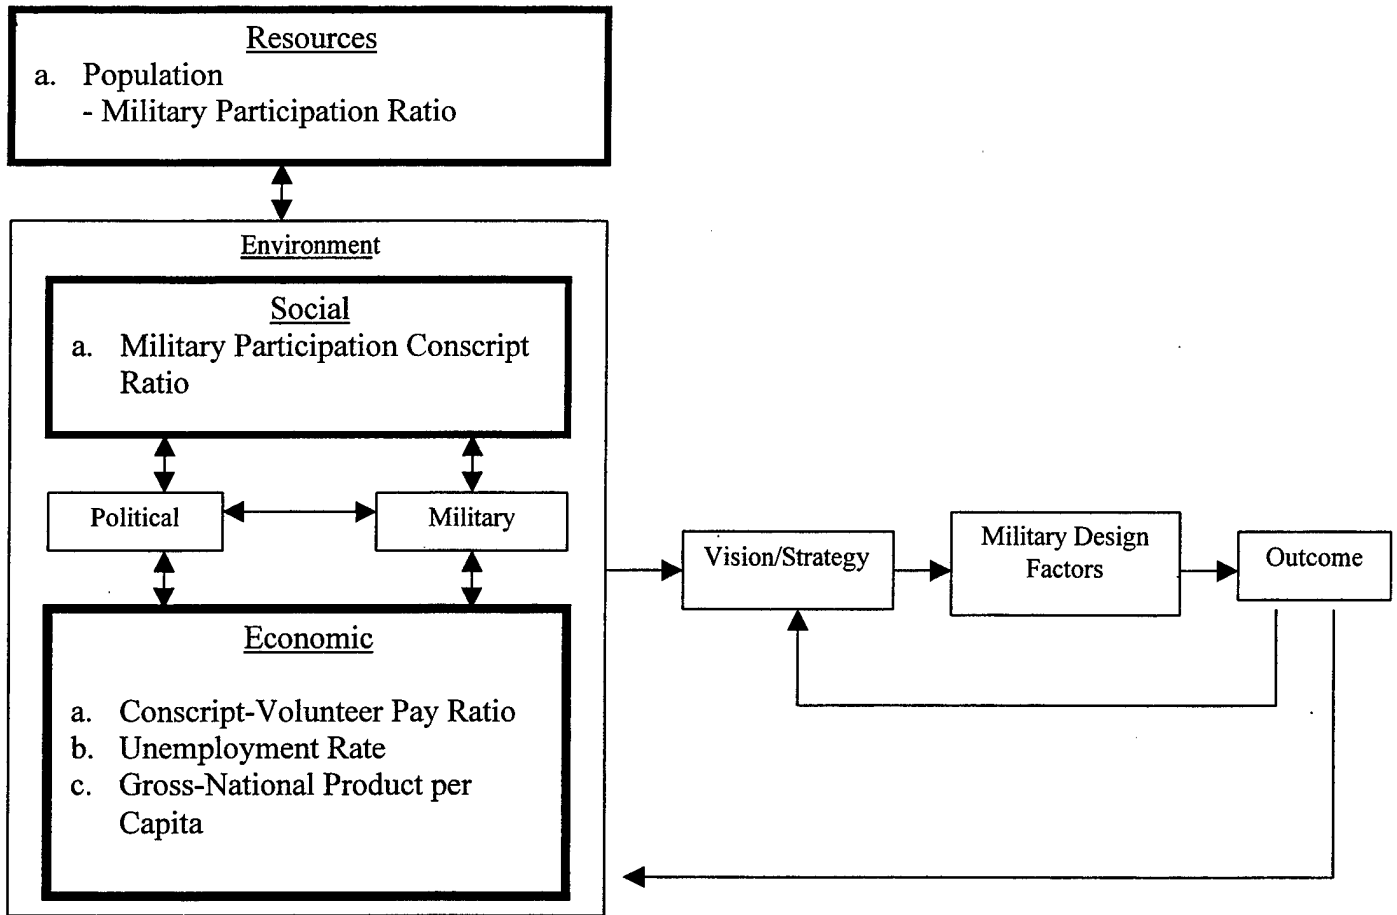 Resources
a. Population
- Military Participation Ratio
Environment
Social
a. Military Participation Conscript
Ratio
Political
Military
Economic
a. Conscript-Volunteer Pay Ratio
b. Unemployment Rate
c. Gross-National Product per
Capita
Vision/Strategy
Military Design
Factors
Outcome